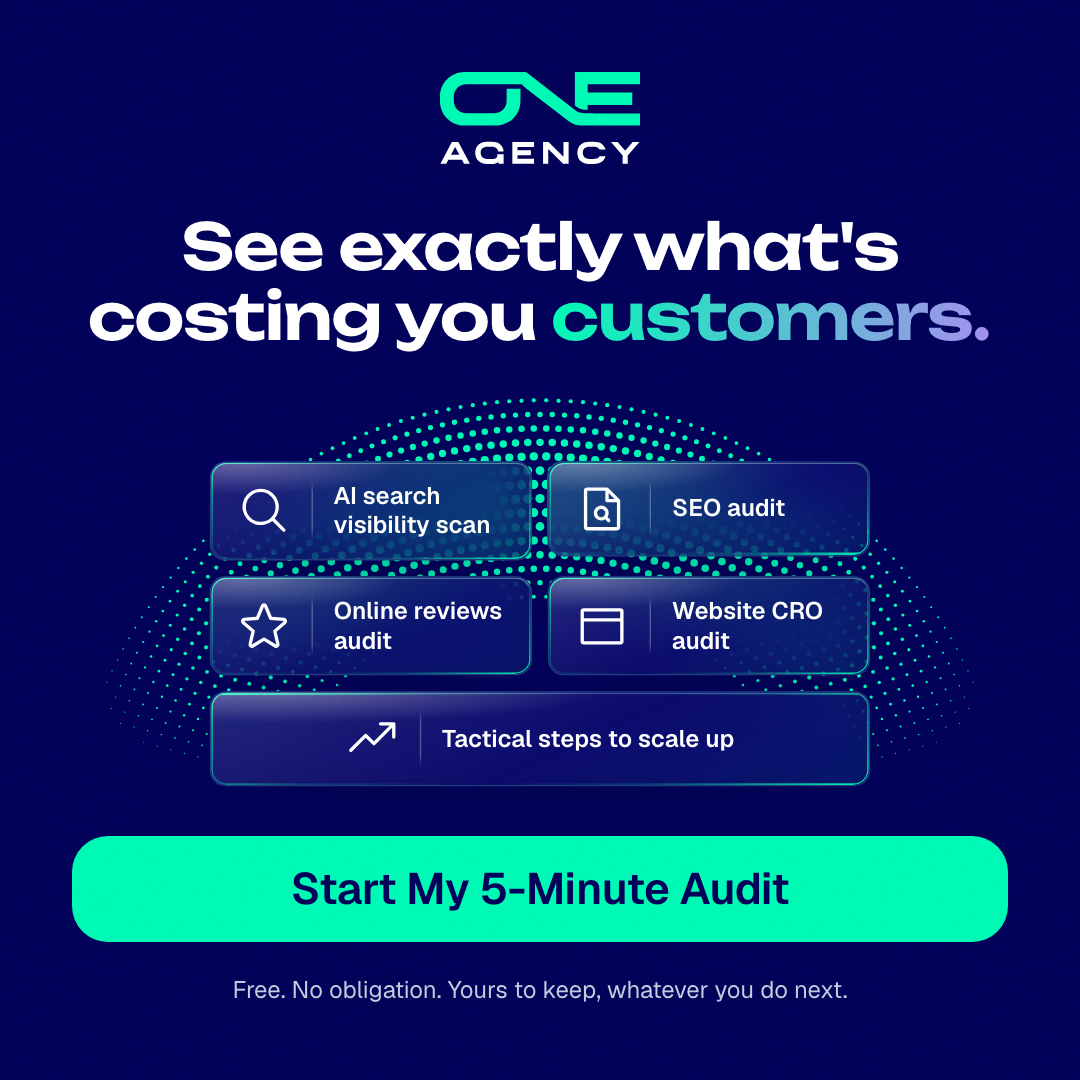 ONE
AGENCY
See exactly what's
costing you customers.
AI search
visibility scan
SEO audit
Online reviews
audit
Website CRO
audit
Tactical steps to scale up
Start My 5-Minute Audit
Free. No obligation. Yours to keep, whatever you do next.